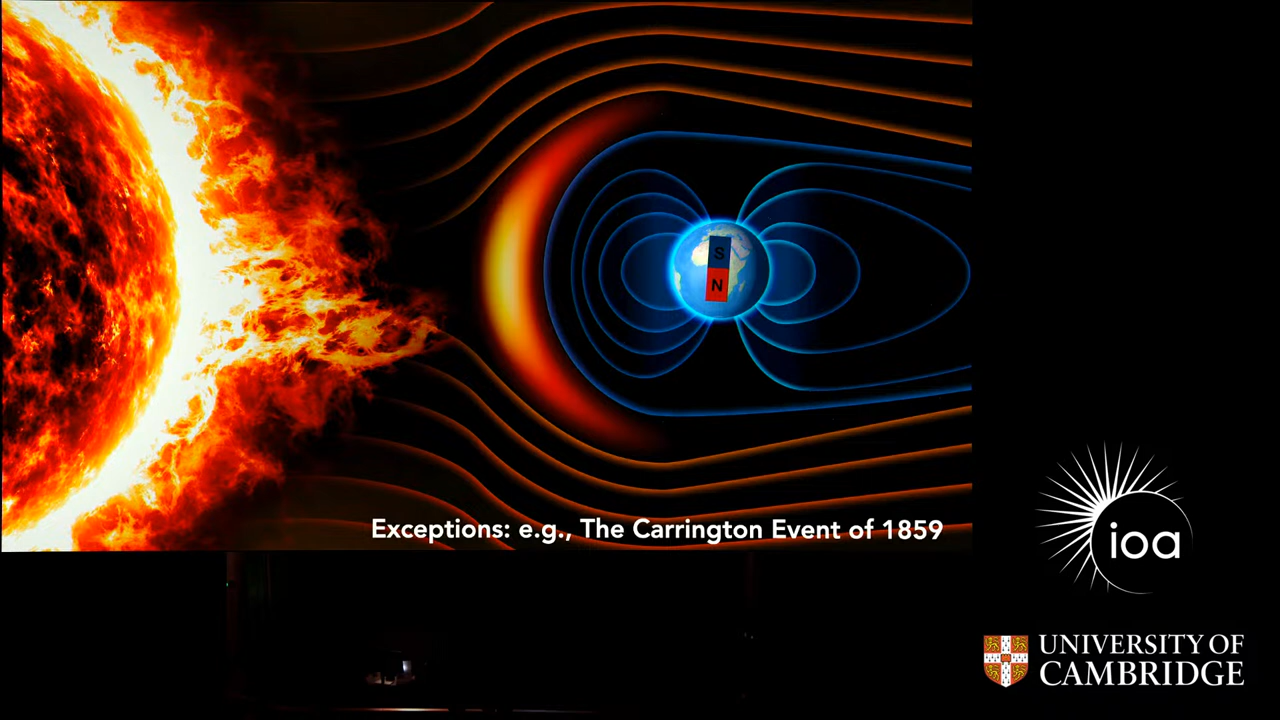 S
N
Exceptions: e.g., The Carrington Event of 1859
ioa
UNIVERSITY OF
CAMBRIDGE